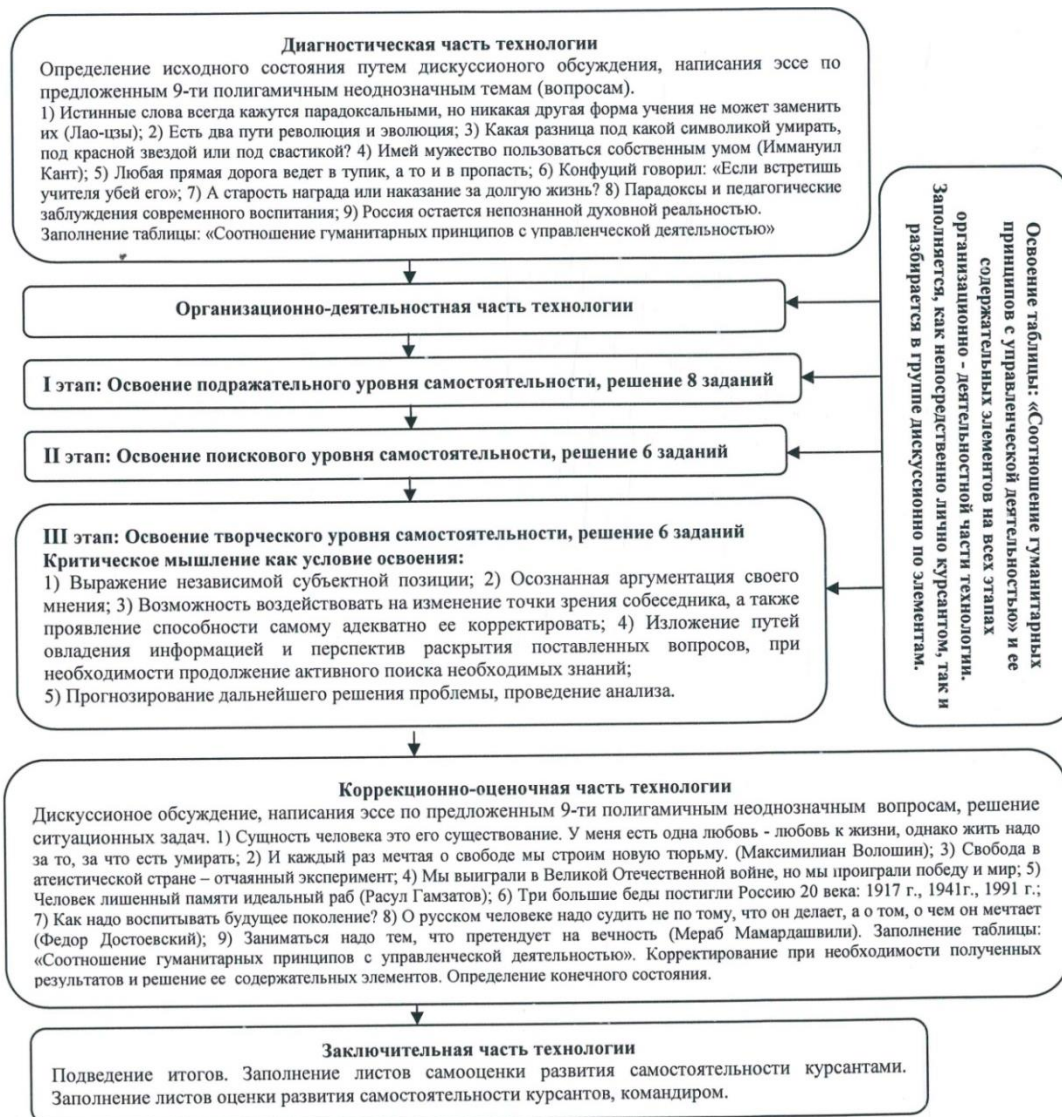 Диагностическая часть технологии
Определение исходного состояния путем дискуссионого обсуждения, написания эссе по
предложенным 9-ти полигамичным неоднозначным темам (вопросам).
1) Истинные слова всегда кажутся парадоксальными, но никакая другая форма учения не может заменить
их (Лао-цзы); 2) Есть два пути революция и эволюция; 3) Какая разница под какой символикой умирать,
под красной звездой или под свастикой? 4) Имей мужество пользоваться собственным умом (Иммануил
Кант); 5) Любая прямая дорога ведет в тупик, а то и в пропасть; 6) Конфуций говорил: «Если встретишь
учителя убей его»; 7) А старость награда или наказание за долгую жизнь? 8) Парадоксы и педагогические
заблуждения современного воспитания; 9) Россия остается непознанной духовной реальностью.
Заполнение таблицы: «Соотношение гуманитарных принципов с управленческой деятельностью»
Организационно-деятельностная часть технологии
I этап: Освоение подражательного уровня самостоятельности, решение 8 заданий
II этап: Освоение поискового уровня самостоятельности, решение 6 заданий
III этап: Освоение творческого уровня самостоятельности, решение 6 заданий
Критическое мышление как условие освоения:
1) Выражение независимой субъектной позиции; 2) Осознанная аргументация своего
мнения; 3) Возможность воздействовать на изменение точки зрения собеседника, а также
проявление способности самому адекватно ее корректировать; 4) Изложение путей
овладения информацией и перспектив раскрытия поставленных вопросов, при
необходимости продолжение активного поиска необходимых знаний;
5) Прогнозирование дальнейшего решения проблемы, проведение анализа.
Освоение таблицы: «Соотношение гуманитарных
принципов с управленческой деятельностью» и ее
содержательных элементов на всех этапах
организационно - деятельностной части технологии.
Заполняется, как непосредственно лично курсантом, так и
разбирается в группе дискуссионно по элементам.
Коррекционно-оценочная часть технологии
Дискуссионое обсуждение, написания эссе по предложенным 9-ти полигамичным неоднозначным вопросам, решение
ситуационных задач. 1) Сущность человека это его существование. У меня есть одна любовь - любовь к жизни, однако жить надо
за то, за что есть умирать; 2) И каждый раз мечтая о свободе мы строим новую тюрьму. (Максимилиан Волошин); 3) Свобода в
атеистической стране – отчаянный эксперимент; 4) Мы выиграли в Великой Отечественной войне, но мы проиграли победу и мир; 5)
Человек лишенный памяти идеальный раб (Расул Гамзатов); 6) Три большие беды постигли Россию 20 века: 1917 г., 1941г., 1991 г.;
7) Как надо воспитывать будущее поколение? 8) О русском человеке надо судить не по тому, что он делает, а о том, о чем он мечтает
(Федор Достоевский); 9) Заниматься надо тем, что претендует на вечность (Мераб Мамардашвили). Заполнение таблицы:
«Соотношение гуманитарных принципов с управленческой деятельностью». Корректирование при необходимости полученных
результатов и решение ее содержательных элементов. Определение конечного состояния.
Заключительная часть технологии
Подведение итогов. Заполнение листов самооценки развития самостоятельности курсантами.
Заполнение листов оценки развития самостоятельности курсантов, командиром.